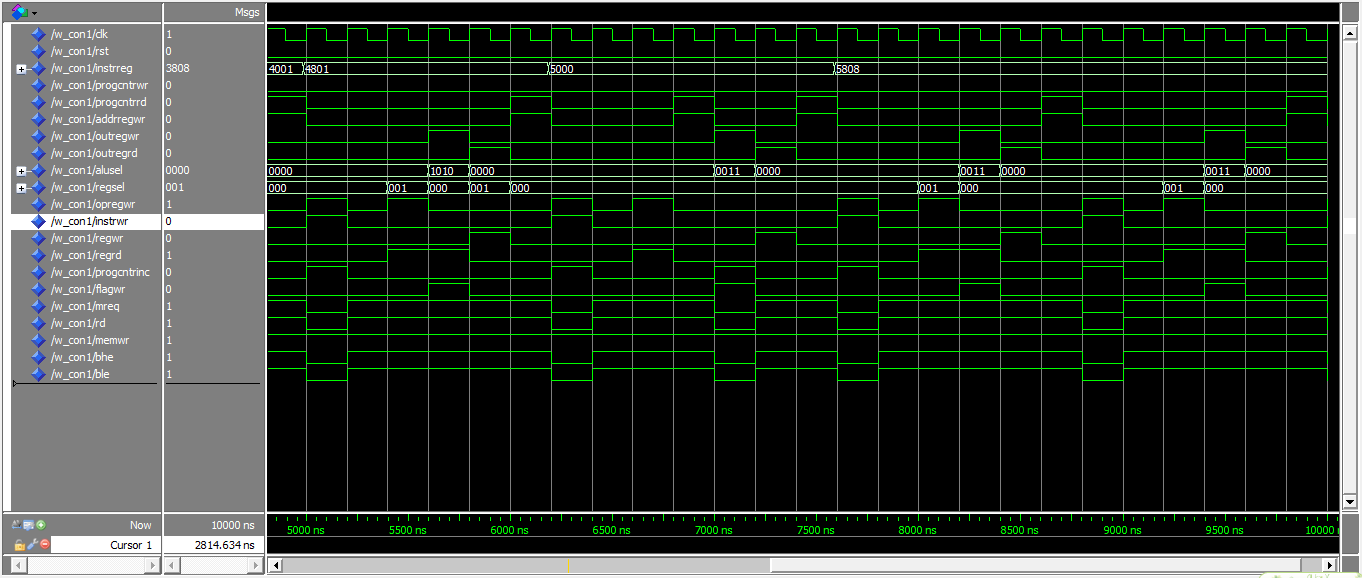 Msgs
/w_con1/clk 1
/w_con1/rst 0
/w_con1/instrreg 3808 4001 4801 5000 5808
/w_con1/progcntrwr 0
/w_con1/progcntrrd 0
/w_con1/addrregwr 0
/w_con1/outregwr 0
/w_con1/outregrd 0
/w_con1/alusel 0000 0000 1010 0000 0011 0000 0011 0000 0011 0000
/w_con1/regsel 001 000 001 000 001 000 001 000 001 000
/w_con1/opregwr 1
/w_con1/instrwr 0
/w_con1/regwr 0
/w_con1/regrd 1
/w_con1/progcntrinc 0
/w_con1/flagwr 0
/w_con1/mreq 1
/w_con1/rd 1
/w_con1/memwr 1
/w_con1/bhe 1
/w_con1/ble 1
Now 10000 ns 5000 ns 5500 ns 6000 ns 6500 ns 7000 ns 7500 ns 8000 ns 8500 ns 9000 ns 9500 ns 10000
Cursor 1 2814.634 ns